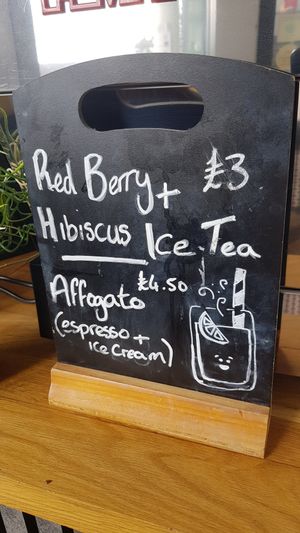 Red Berry + £3
Hibiscus Ice Tea
Affogato £4.50
(espresso +
Ice Cream)